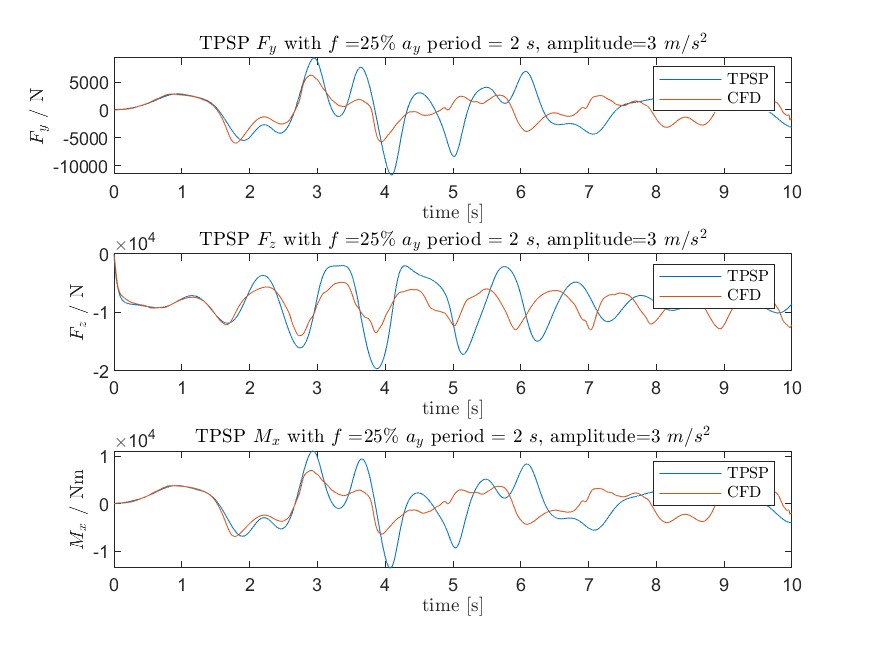 TPSP F_y with f =25% a_y period = 2 s, amplitude=3 m/s^2
5000
0
-5000
-10000
F_y / N
TPSP
CFD
0 1 2 3 4 5 6 7 8 9 10
time [s]
×10^4
TPSP F_z with f =25% a_y period = 2 s, amplitude=3 m/s^2
0
-1
-2
F_z / N
TPSP
CFD
0 1 2 3 4 5 6 7 8 9 10
time [s]
×10^4
TPSP M_x with f =25% a_y period = 2 s, amplitude=3 m/s^2
1
0
-1
M_x / Nm
TPSP
CFD
0 1 2 3 4 5 6 7 8 9 10
time [s]